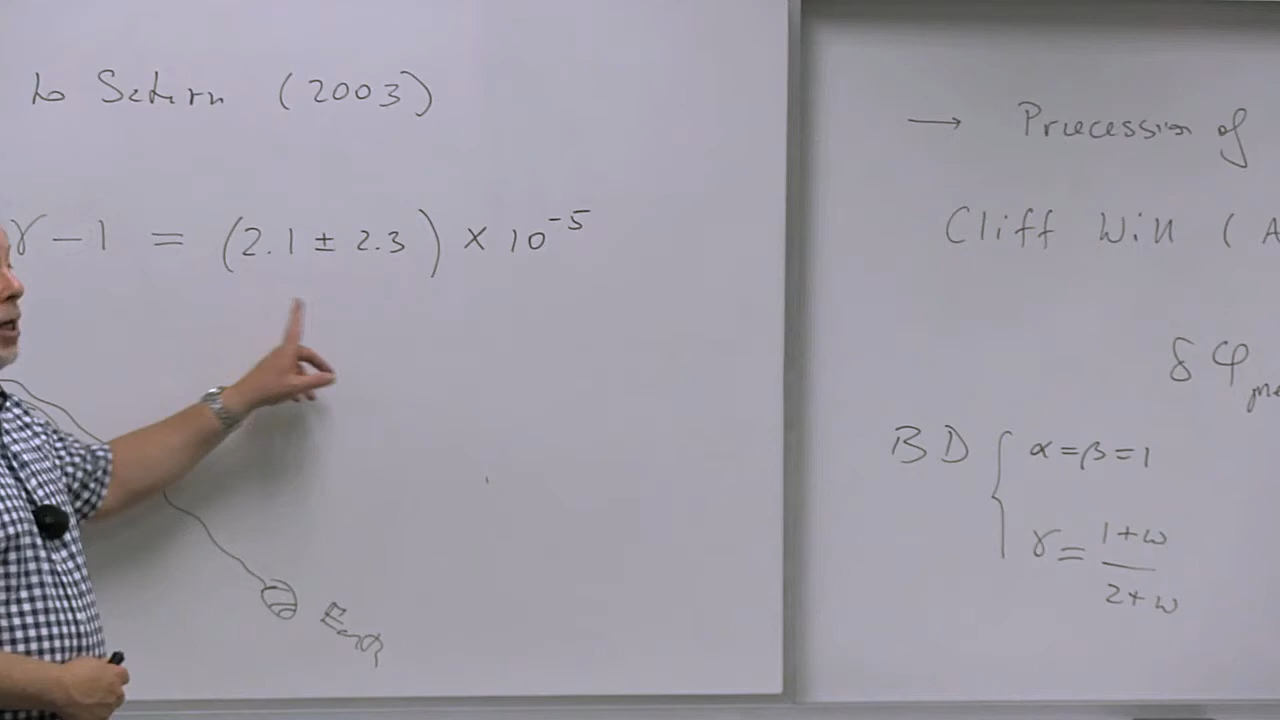 to Saturn (2003)
γ - 1 = (2.1 ± 2.3) × 10⁻⁵
→ Precession of
Cliff Will (A
δφ
BD { α = β = 1
γ = (1+ω)/(2+ω)